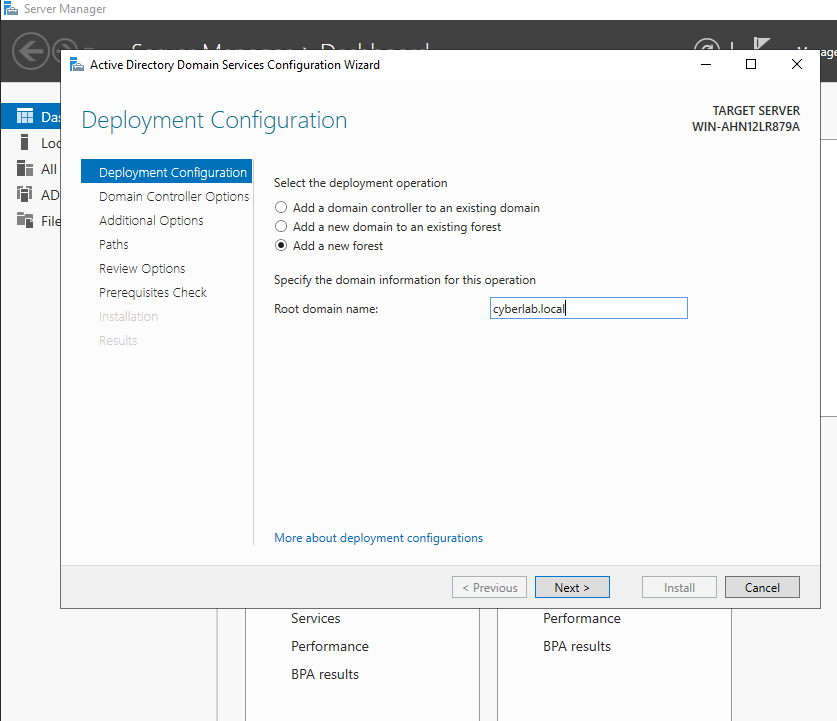 Server Manager
Server Manager Dashboard
Manage
Active Directory Domain Services Configuration Wizard
Deployment Configuration
TARGET SERVER
WIN-AHN12LR879A
Das
Loc
All
AD
File
Deployment Configuration
Domain Controller Options
Additional Options
Paths
Review Options
Prerequisites Check
Installation
Results
Select the deployment operation
Add a domain controller to an existing domain
Add a new domain to an existing forest
Add a new forest
Specify the domain information for this operation
Root domain name:
cyberlab.local
More about deployment configurations
< Previous
Next >
Install
Cancel
Services
Performance
BPA results
Performance
BPA results